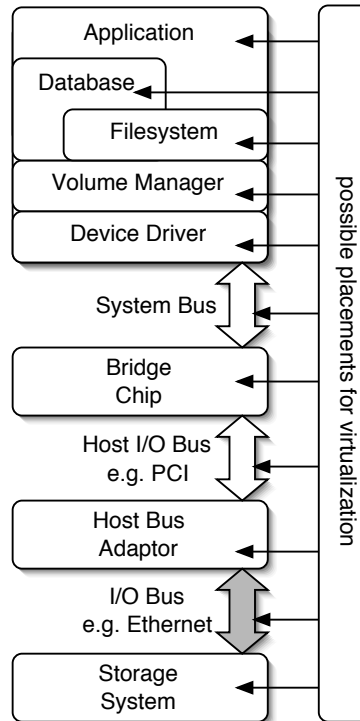 Application
Database
Filesystem
Volume Manager
Device Driver
System Bus
Bridge
Chip
Host I/O Bus
e.g. PCI
Host Bus
Adaptor
I/O Bus
e.g. Ethernet
Storage
System
possible placements for virtualization